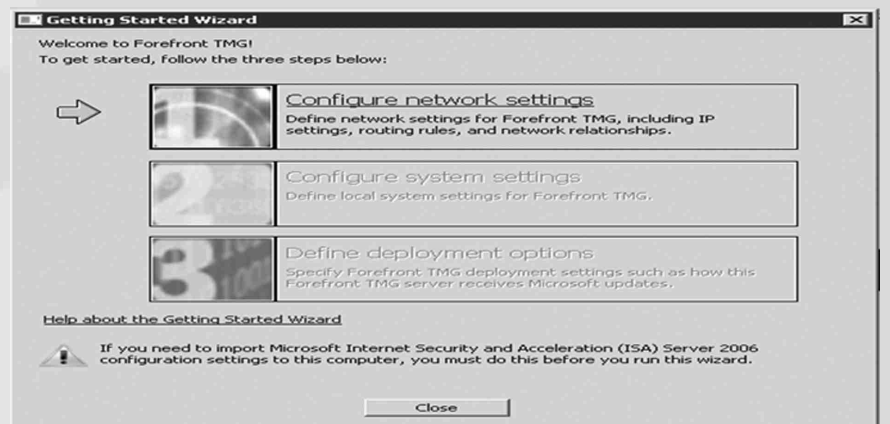 Getting Started Wizard
Welcome to Forefront TMG!
To get started, follow the three steps below:
Configure network settings
Define network settings for Forefront TMG, including IP
settings, routing rules, and network relationships.
2
Configure system settings
Define local system settings for Forefront TMG.
3
Define deployment options
Specify Forefront TMG deployment settings such as how this
Forefront TMG server receives Microsoft updates.
Help about the Getting Started Wizard
If you need to import Microsoft Internet Security and Acceleration (ISA) Server 2006
configuration settings to this computer, you must do this before you run this wizard.
Close